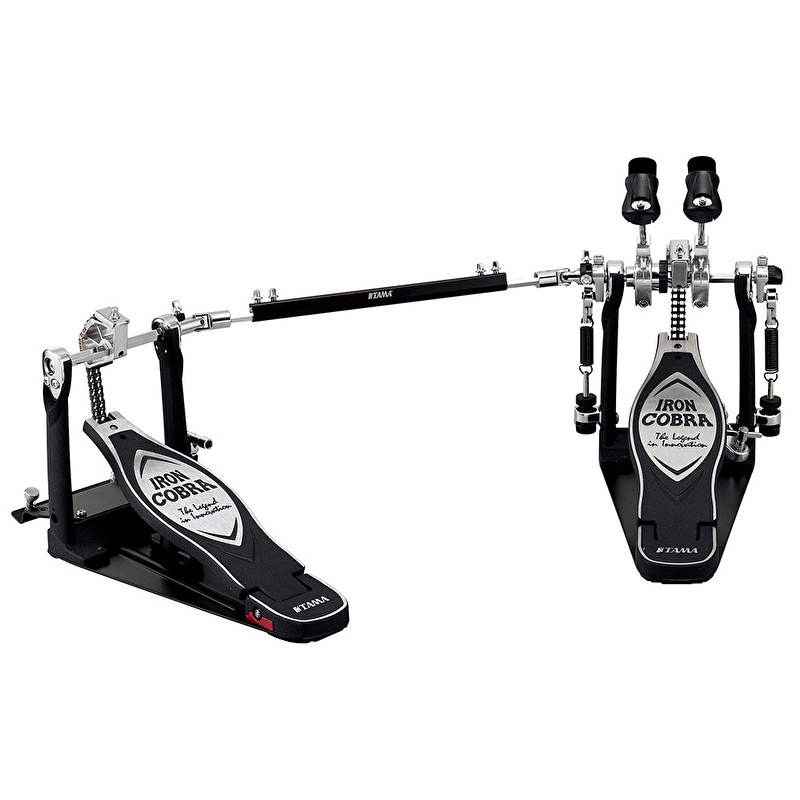 TAMA
IRON
COBRA
The Legend
in Innovation
TAMA
IRON
COBRA
The Legend
in Innovation
TAMA